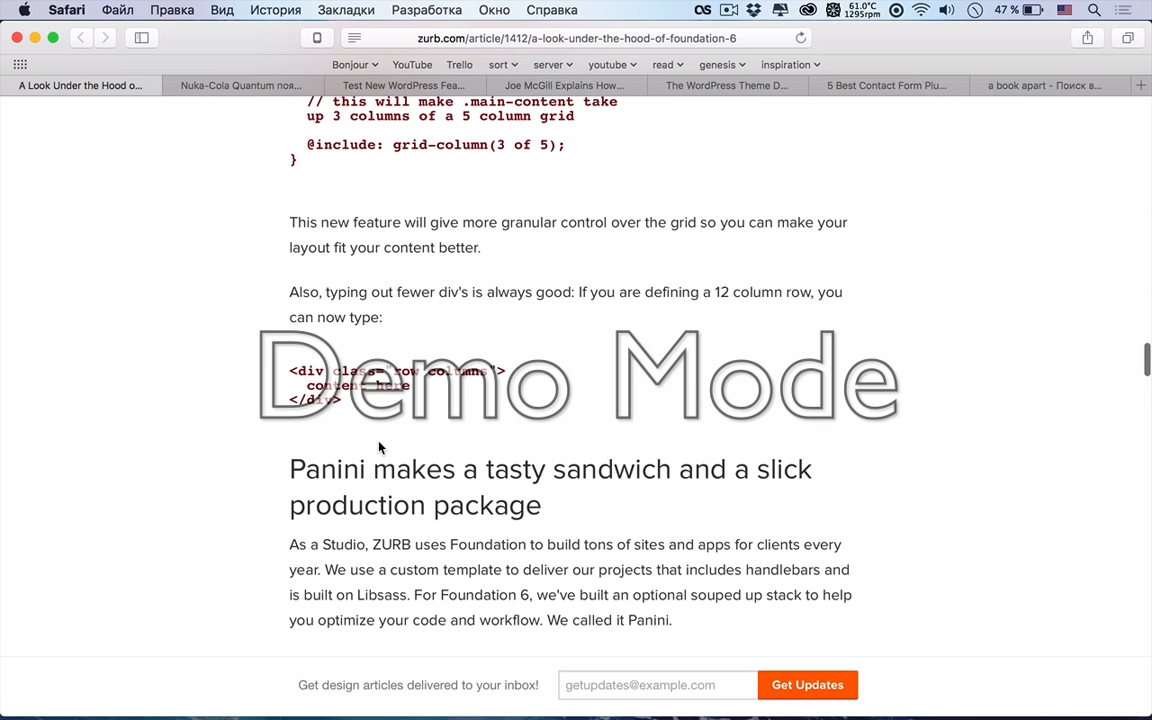 Safari Файл Правка Вид История Закладки Разработка Окно Справка 61.0°C 1295rpm 47 %
zurb.com/article/1412/a-look-under-the-hood-of-foundation-6
Bonjour YouTube Trello sort server youtube read genesis inspiration
A Look Under the Hood o... Nuka-Cola Quantum поя... Test New WordPress Fea... Joe McGill Explains How... The WordPress Theme D... 5 Best Contact Form Plu... a book apart - Поиск в...
// this will make .main-content take
up 3 columns of a 5 column grid
@include: grid-column(3 of 5);
}
This new feature will give more granular control over the grid so you can make your
layout fit your content better.
Also, typing out fewer div's is always good: If you are defining a 12 column row, you
can now type:
Demo Mode
<div class="row columns">
content here
</div>
Panini makes a tasty sandwich and a slick
production package
As a Studio, ZURB uses Foundation to build tons of sites and apps for clients every
year. We use a custom template to deliver our projects that includes handlebars and
is built on Libsass. For Foundation 6, we've built an optional souped up stack to help
you optimize your code and workflow. We called it Panini.
Get design articles delivered to your inbox! getupdates@example.com Get Updates